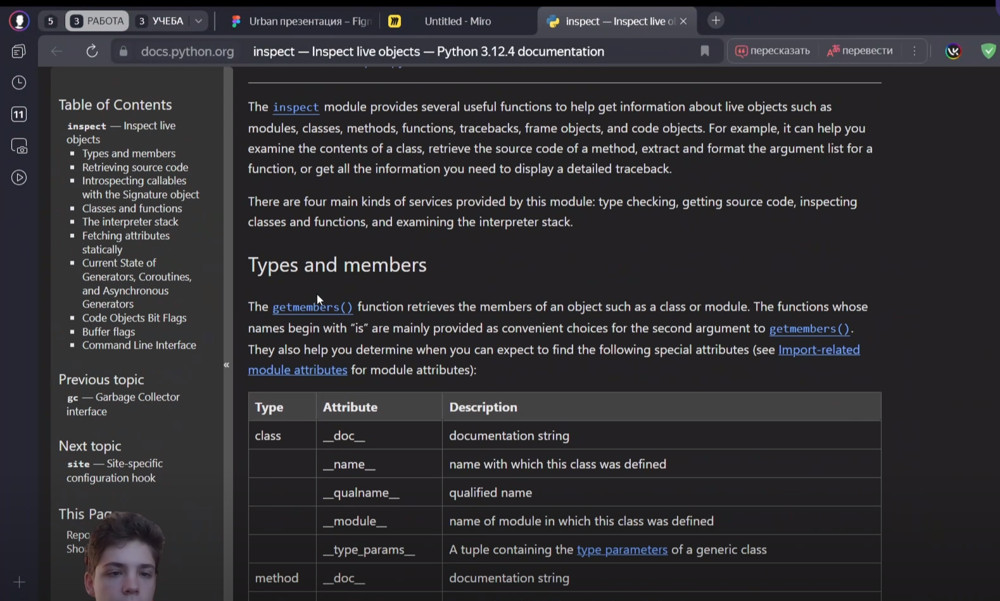 5
3 РАБОТА
3 УЧЕБА
Urban презентация – Fig
Untitled - Miro
inspect — Inspect live o
docs.python.org
inspect — Inspect live objects — Python 3.12.4 documentation
пересказать
перевести
11
Table of Contents
inspect — Inspect live
objects
Types and members
Retrieving source code
Introspecting callables
with the Signature object
Classes and functions
The interpreter stack
Fetching attributes
statically
Current State of
Generators, Coroutines,
and Asynchronous
Generators
Code Objects Bit Flags
Buffer flags
Command Line Interface
Previous topic
gc — Garbage Collector
interface
Next topic
site — Site-specific
configuration hook
This Pag
Repo
Sho
«
The inspect module provides several useful functions to help get information about live objects such as
modules, classes, methods, functions, tracebacks, frame objects, and code objects. For example, it can help you
examine the contents of a class, retrieve the source code of a method, extract and format the argument list for a
function, or get all the information you need to display a detailed traceback.
There are four main kinds of services provided by this module: type checking, getting source code, inspecting
classes and functions, and examining the interpreter stack.
Types and members
The getmembers() function retrieves the members of an object such as a class or module. The functions whose
names begin with “is” are mainly provided as convenient choices for the second argument to getmembers().
They also help you determine when you can expect to find the following special attributes (see Import-related
module attributes for module attributes):
Type Attribute Description
class __doc__ documentation string
__name__ name with which this class was defined
__qualname__ qualified name
__module__ name of module in which this class was defined
__type_params__ A tuple containing the type parameters of a generic class
method __doc__ documentation string